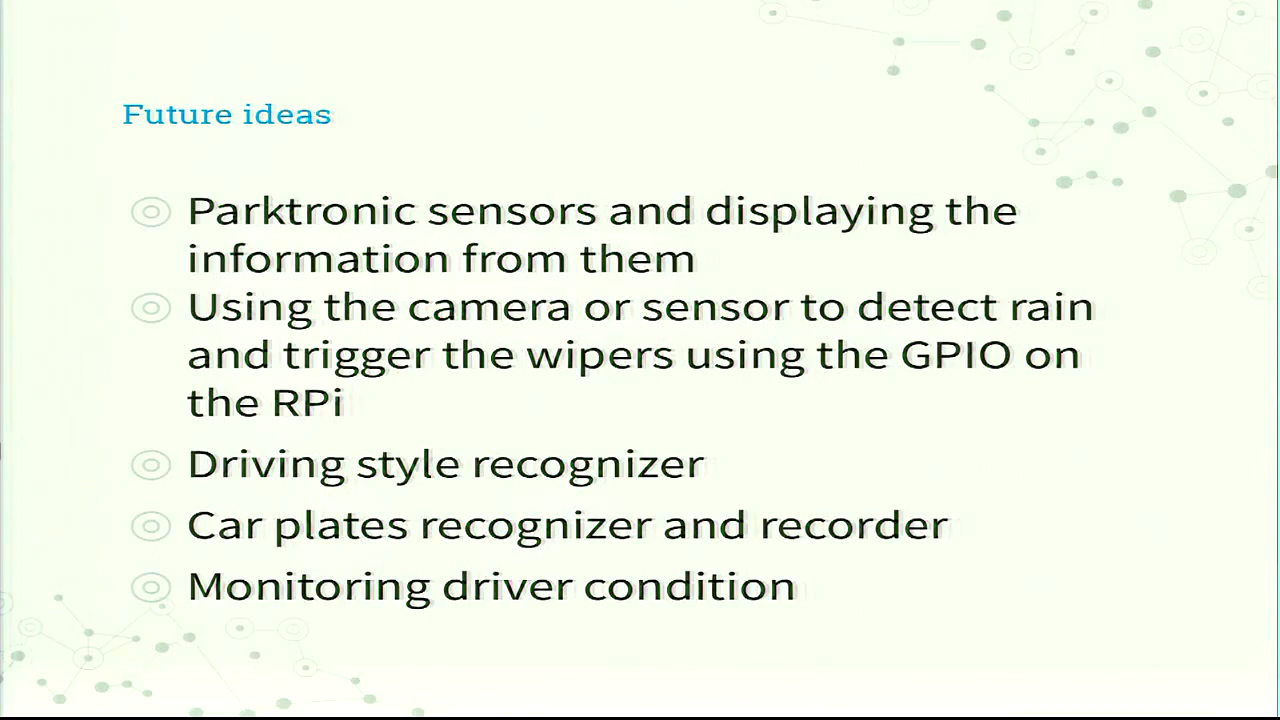 Future ideas
Parktronic sensors and displaying the
information from them
Using the camera or sensor to detect rain
and trigger the wipers using the GPIO on
the RPi
Driving style recognizer
Car plates recognizer and recorder
Monitoring driver condition